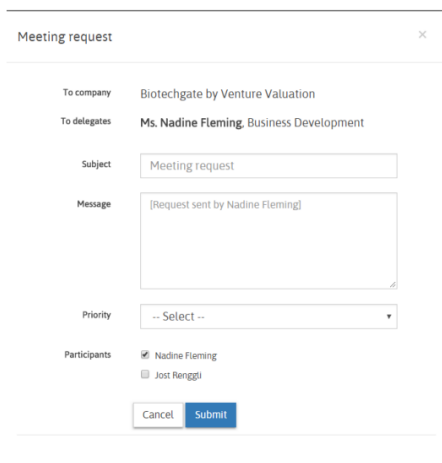 Meeting request ×
To company Biotechgate by Venture Valuation
To delegates Ms. Nadine Fleming, Business Development
Subject Meeting request
Message [Request sent by Nadine Fleming]
Priority -- Select --
Participants Nadine Fleming
Jost Renggli
Cancel Submit